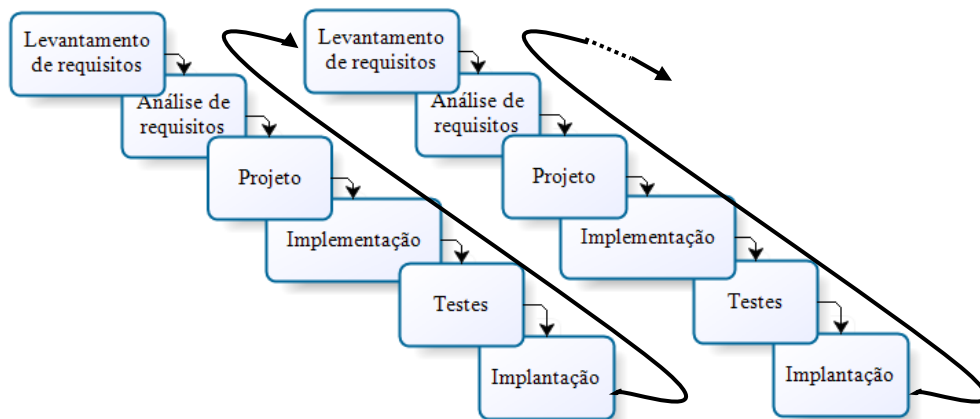 Levantamento
de requisitos
Análise de
requisitos
Projeto
Implementação
Testes
Implantação
Levantamento
de requisitos
Análise de
requisitos
Projeto
Implementação
Testes
Implantação